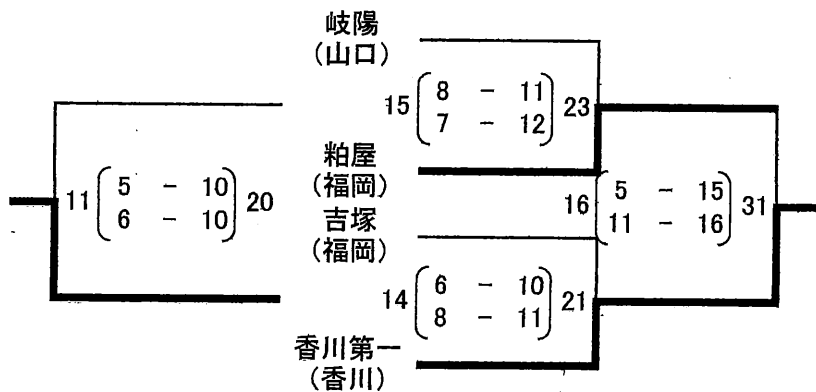 岐陽
(山口)
15 8 - 11 23
7 - 12
粕屋
(福岡)
11 5 - 10 20
6 - 10
16 5 - 15 31
11 - 16
吉塚
(福岡)
14 6 - 10 21
8 - 11
香川第一
(香川)